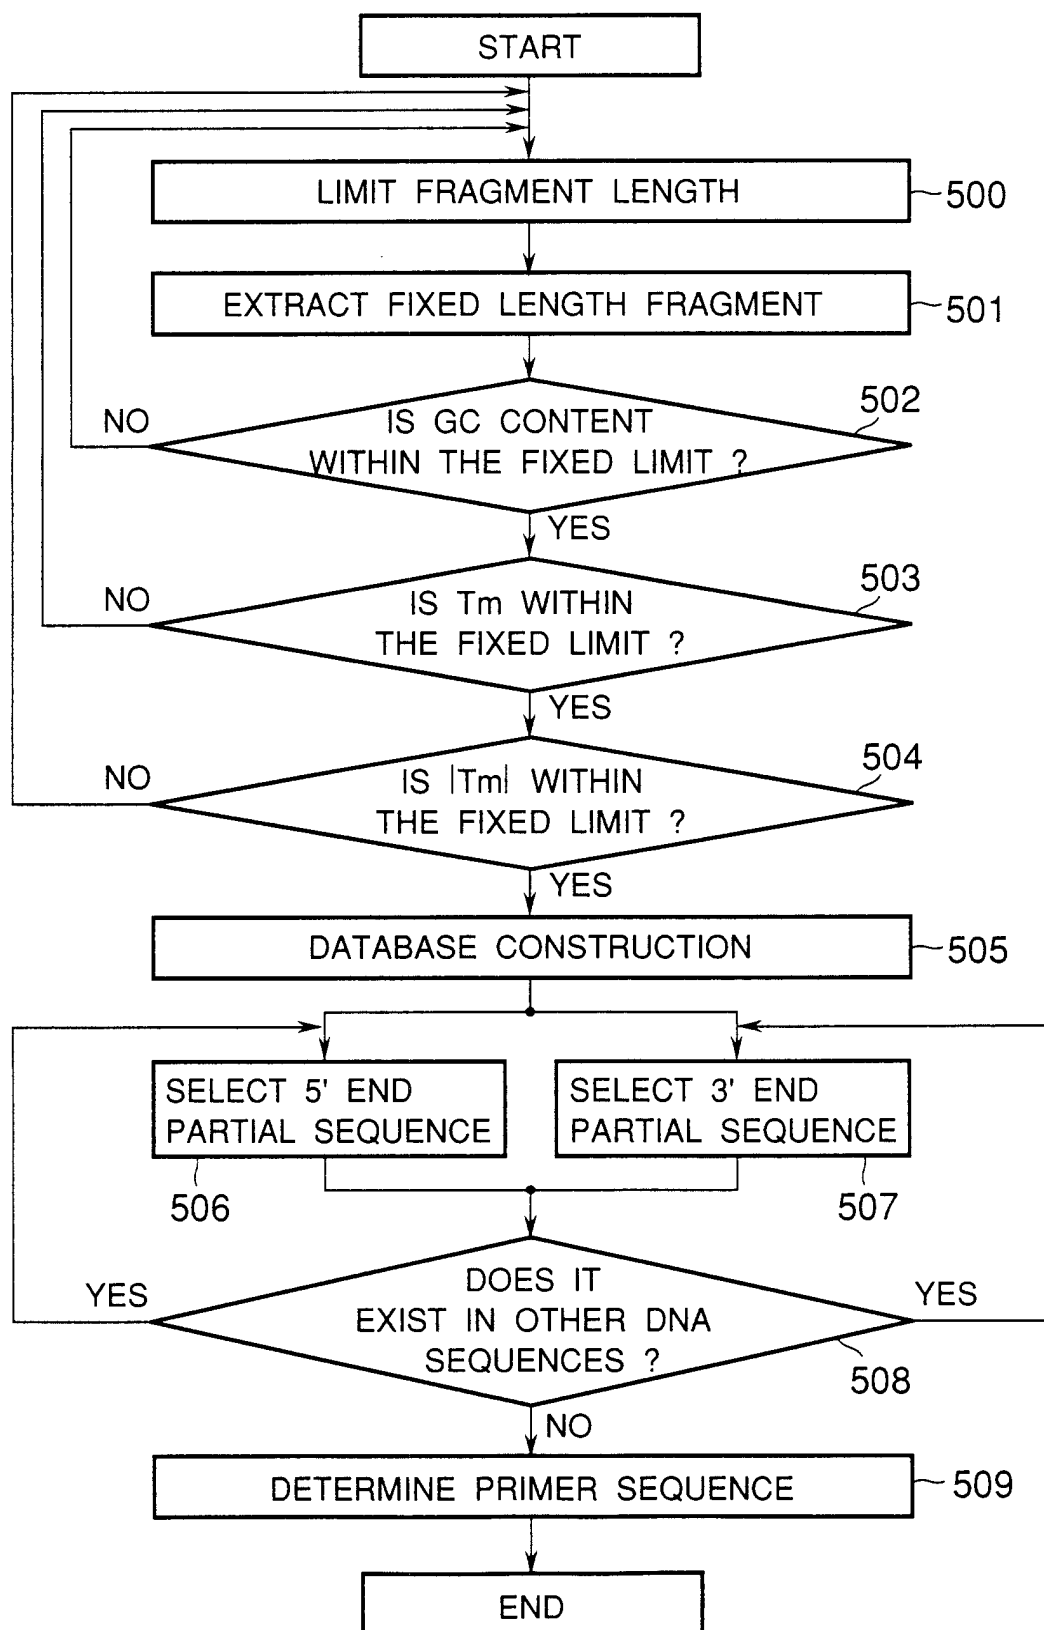 START
LIMIT FRAGMENT LENGTH
500
EXTRACT FIXED LENGTH FRAGMENT
501
NO
IS GC CONTENT
WITHIN THE FIXED LIMIT ?
502
YES
NO
IS Tm WITHIN
THE FIXED LIMIT ?
503
YES
NO
IS |Tm| WITHIN
THE FIXED LIMIT ?
504
YES
DATABASE CONSTRUCTION
505
SELECT 5' END
PARTIAL SEQUENCE
506
SELECT 3' END
PARTIAL SEQUENCE
507
YES
DOES IT
EXIST IN OTHER DNA
SEQUENCES ?
YES
508
NO
DETERMINE PRIMER SEQUENCE
509
END